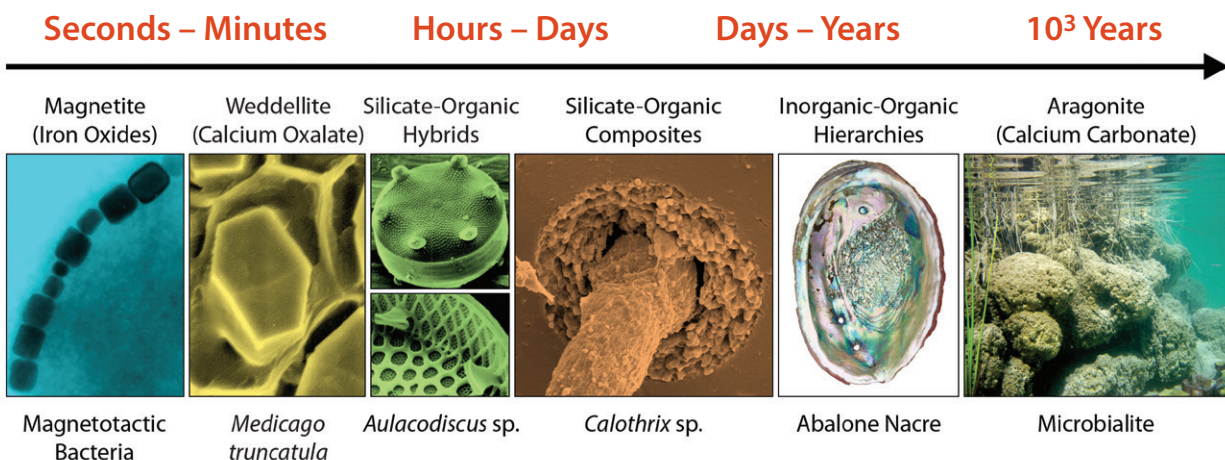 Seconds – Minutes
Hours – Days
Days – Years
10³ Years
Magnetite
(Iron Oxides)
Weddellite
(Calcium Oxalate)
Silicate-Organic
Hybrids
Silicate-Organic
Composites
Inorganic-Organic
Hierarchies
Aragonite
(Calcium Carbonate)
Magnetotactic
Bacteria
Medicago
truncatula
Aulacodiscus sp.
Calothrix sp.
Abalone Nacre
Microbialite